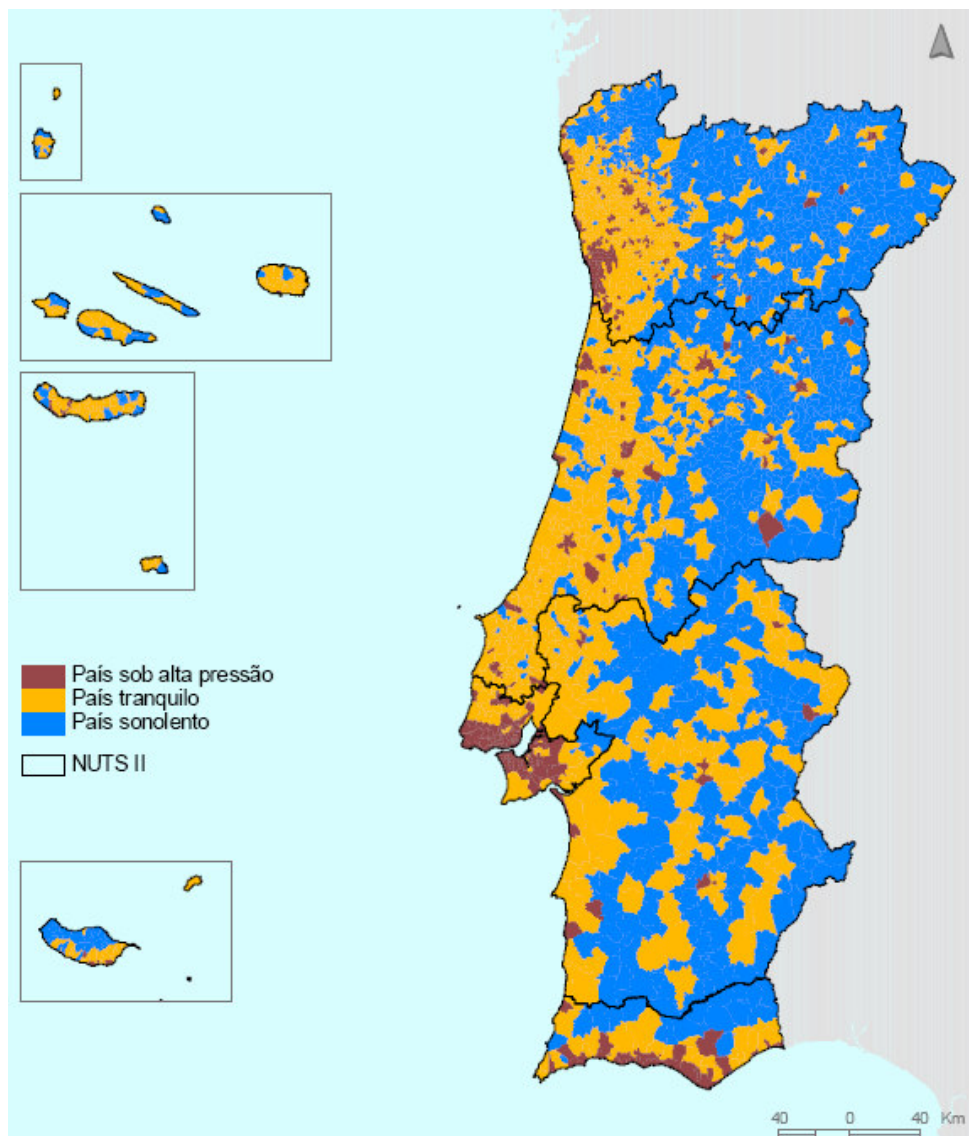 País sob alta pressão
País tranquilo
País sonolento
NUTS II
40 0 40 Km